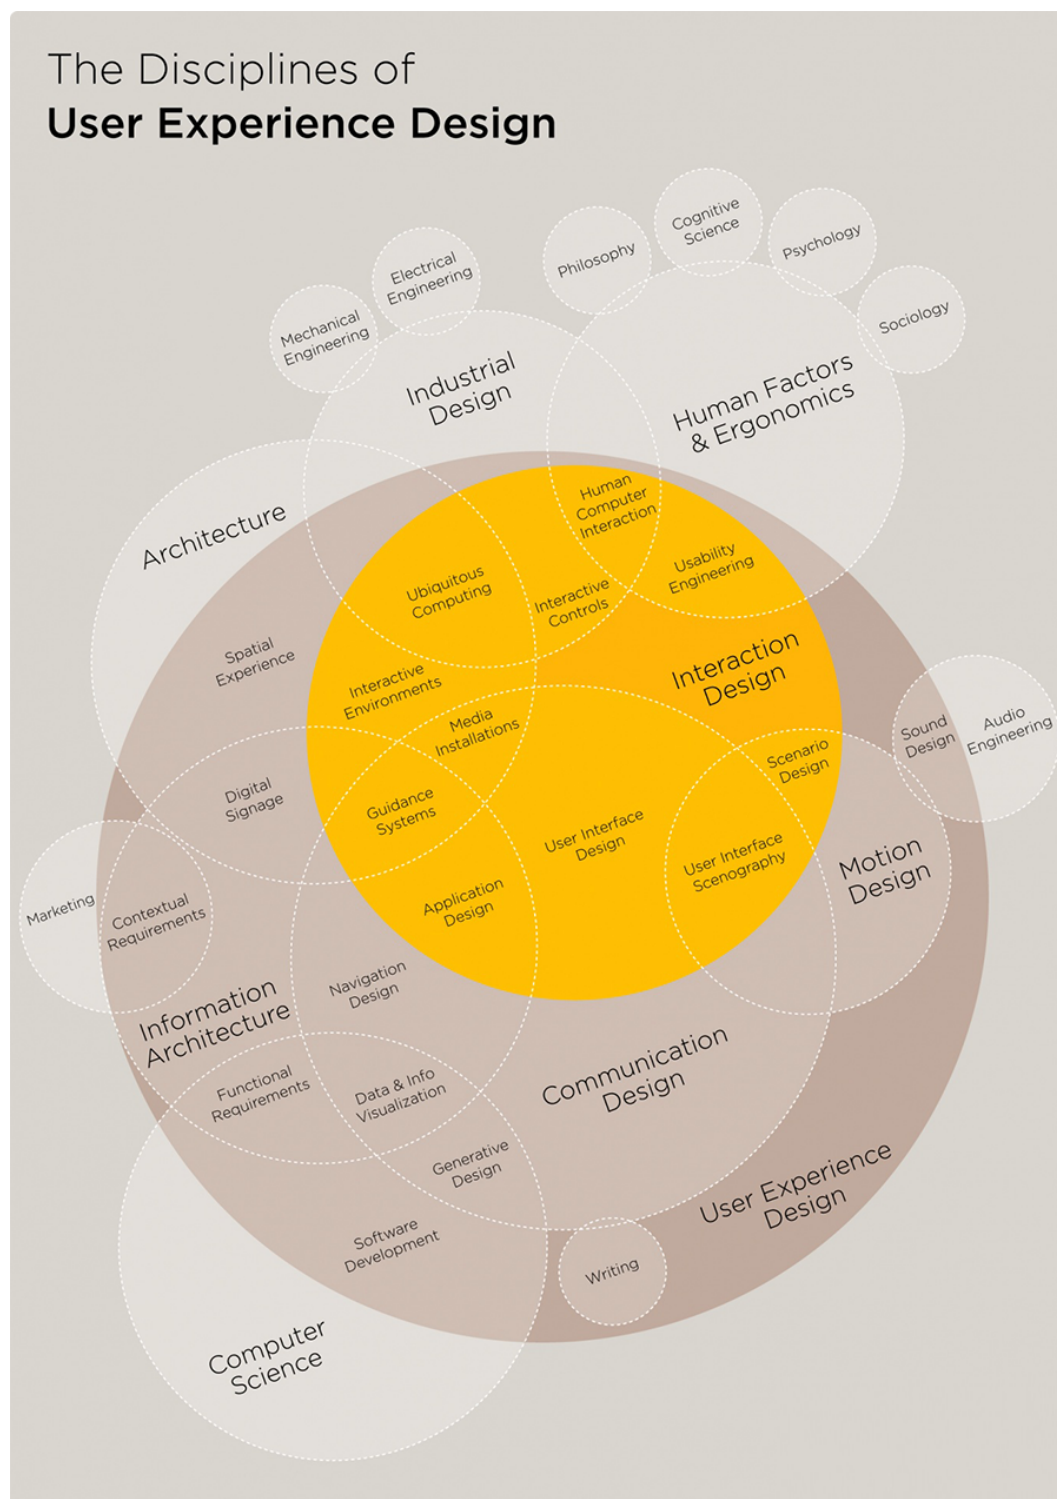 The Disciplines of
User Experience Design
Cognitive
Science
Psychology
Philosophy
Electrical
Engineering
Sociology
Mechanical
Engineering
Industrial
Design
Human Factors
& Ergonomics
Architecture
Human
Computer
Interaction
Usability
Engineering
Ubiquitous
Computing
Interactive
Controls
Spatial
Experience
Interaction
Design
Interactive
Environments
Media
Installations
Sound
Design
Audio
Engineering
Scenario
Design
Digital
Signage
Guidance
Systems
User Interface
Design
User Interface
Scenography
Motion
Design
Marketing
Contextual
Requirements
Application
Design
Navigation
Design
Information
Architecture
Functional
Requirements
Data & Info
Visualization
Communication
Design
Generative
Design
User Experience
Design
Software
Development
Writing
Computer
Science